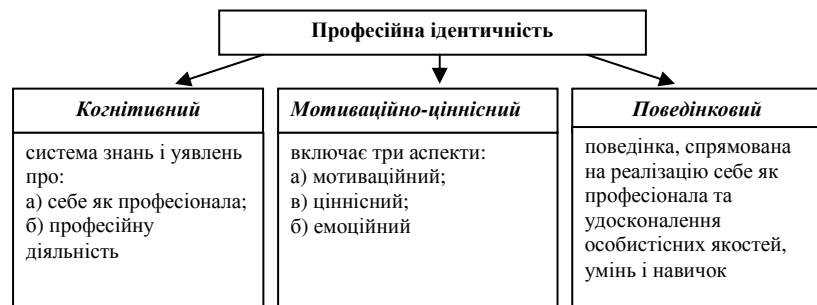 Професійна ідентичність
Когнітивний
система знань і уявлень
про:
а) себе як професіонала;
б) професійну
діяльність
Мотиваційно-ціннісний
включає три аспекти:
а) мотиваційний;
в) ціннісний;
б) емоційний
Поведінковий
поведінка, спрямована
на реалізацію себе як
професіонала та
удосконалення
особистісних якостей,
умінь і навичок